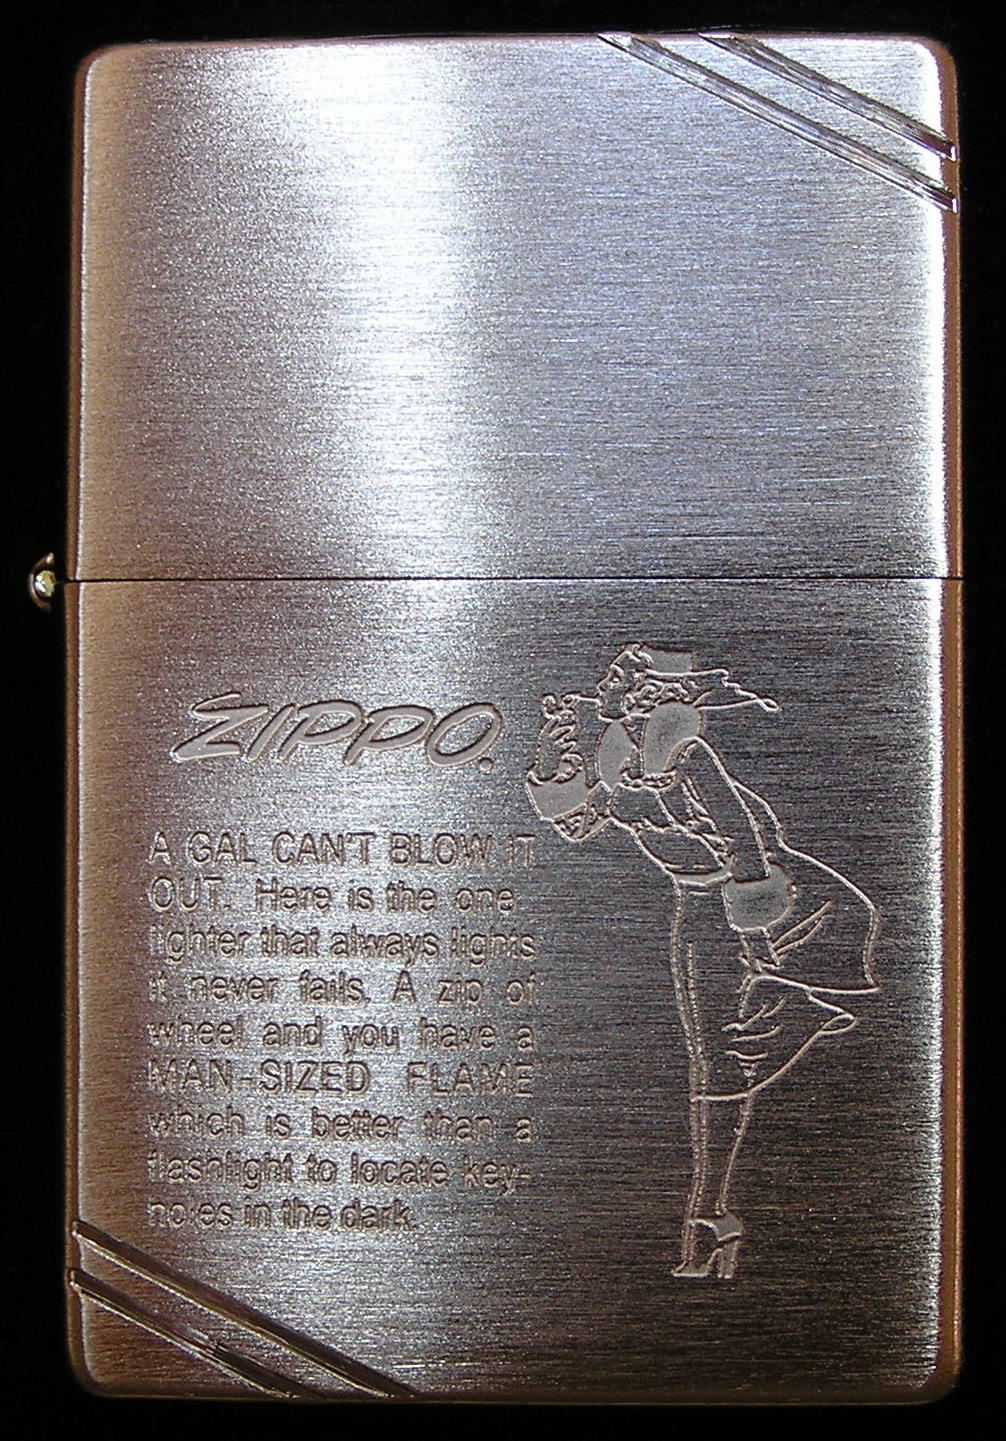 ZIPPO
A GAL CAN'T BLOW IT
OUT. Here is the one
lighter that always lights
it never fails. A zip of
wheel and you have a
MAN-SIZED FLAME
which is better than a
flashlight to locate key-
holes in the dark.